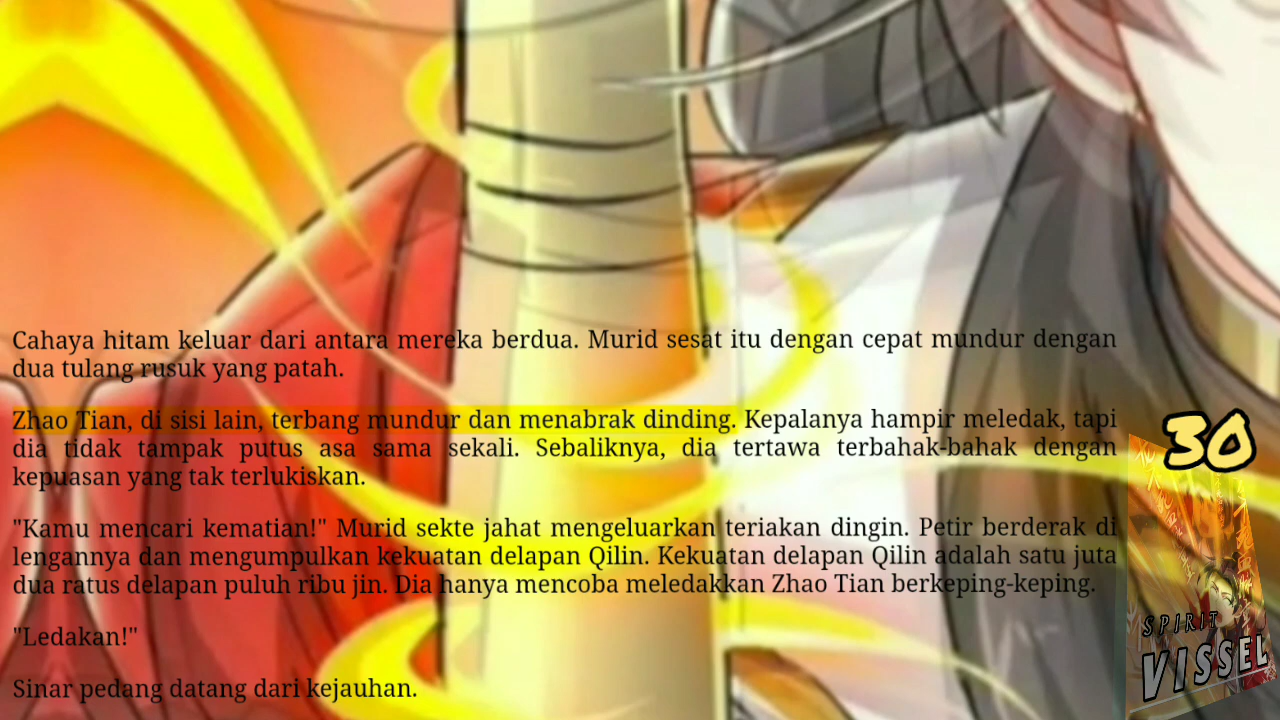 Cahaya hitam keluar dari antara mereka berdua. Murid sesat itu dengan cepat mundur dengan
dua tulang rusuk yang patah.
Zhao Tian, di sisi lain, terbang mundur dan menabrak dinding. Kepalanya hampir meledak, tapi
dia tidak tampak putus asa sama sekali. Sebaliknya, dia tertawa terbahak-bahak dengan
kepuasan yang tak terlukiskan.
"Kamu mencari kematian!" Murid sekte jahat mengeluarkan teriakan dingin. Petir berderak di
lengannya dan mengumpulkan kekuatan delapan Qilin. Kekuatan delapan Qilin adalah satu juta
dua ratus delapan puluh ribu jin. Dia hanya mencoba meledakkan Zhao Tian berkeping-keping.
"Ledakan!"
Sinar pedang datang dari kejauhan.
30
SPIRIT
VISSEL